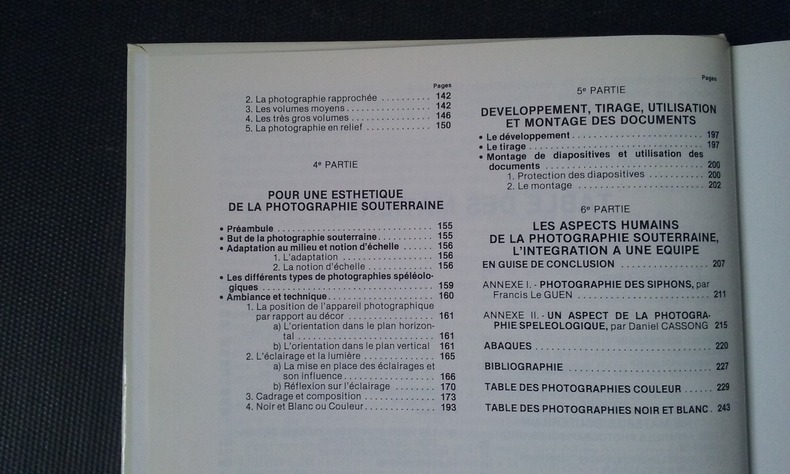 Pages
2. La photographie rapprochée .......... 142
3. Les volumes moyens ............... 142
4. Les très gros volumes .............. 146
5. La photographie en relief ........... 150
4e PARTIE
POUR UNE ESTHETIQUE
DE LA PHOTOGRAPHIE SOUTERRAINE
• Préambule ............................ 155
• But de la photographie souterraine .......... 155
• Adaptation au milieu et notion d'échelle ...... 156
1. L'adaptation ................ 156
2. La notion d'échelle ........... 156
• Les différents types de photographies spéléolo-
giques ............................ 159
• Ambiance et technique .................. 160
1. La position de l'appareil photographique
par rapport au décor .............. 161
a) L'orientation dans le plan horizon-
tal ........................ 161
b) L'orientation dans le plan vertical 161
2. L'éclairage et la lumière ............. 165
a) La mise en place des éclairages et
son influence ................ 166
b) Réflexion sur l'éclairage ........ 170
3. Cadrage et composition ............. 173
4. Noir et Blanc ou Couleur ............. 193
Pages
5e PARTIE
DEVELOPPEMENT, TIRAGE, UTILISATION
ET MONTAGE DES DOCUMENTS
• Le développement ..................... 197
• Le tirage ............................ 197
• Montage de diapositives et utilisation des
documents .......................... 200
1. Protection des diapositives ......... 200
2. Le montage ..................... 202
6e PARTIE
LES ASPECTS HUMAINS
DE LA PHOTOGRAPHIE SOUTERRAINE,
L'INTEGRATION A UNE EQUIPE
EN GUISE DE CONCLUSION ............... 207
ANNEXE I. - PHOTOGRAPHIE DES SIPHONS, par
Francis Le GUEN ..................... 211
ANNEXE II. - UN ASPECT DE LA PHOTOGRA-
PHIE SPELEOLOGIQUE, par Daniel CASSONG 215
ABAQUES ............................ 220
BIBLIOGRAPHIE ....................... 227
TABLE DES PHOTOGRAPHIES COULEUR ...... 229
TABLE DES PHOTOGRAPHIES NOIR ET BLANC . 243